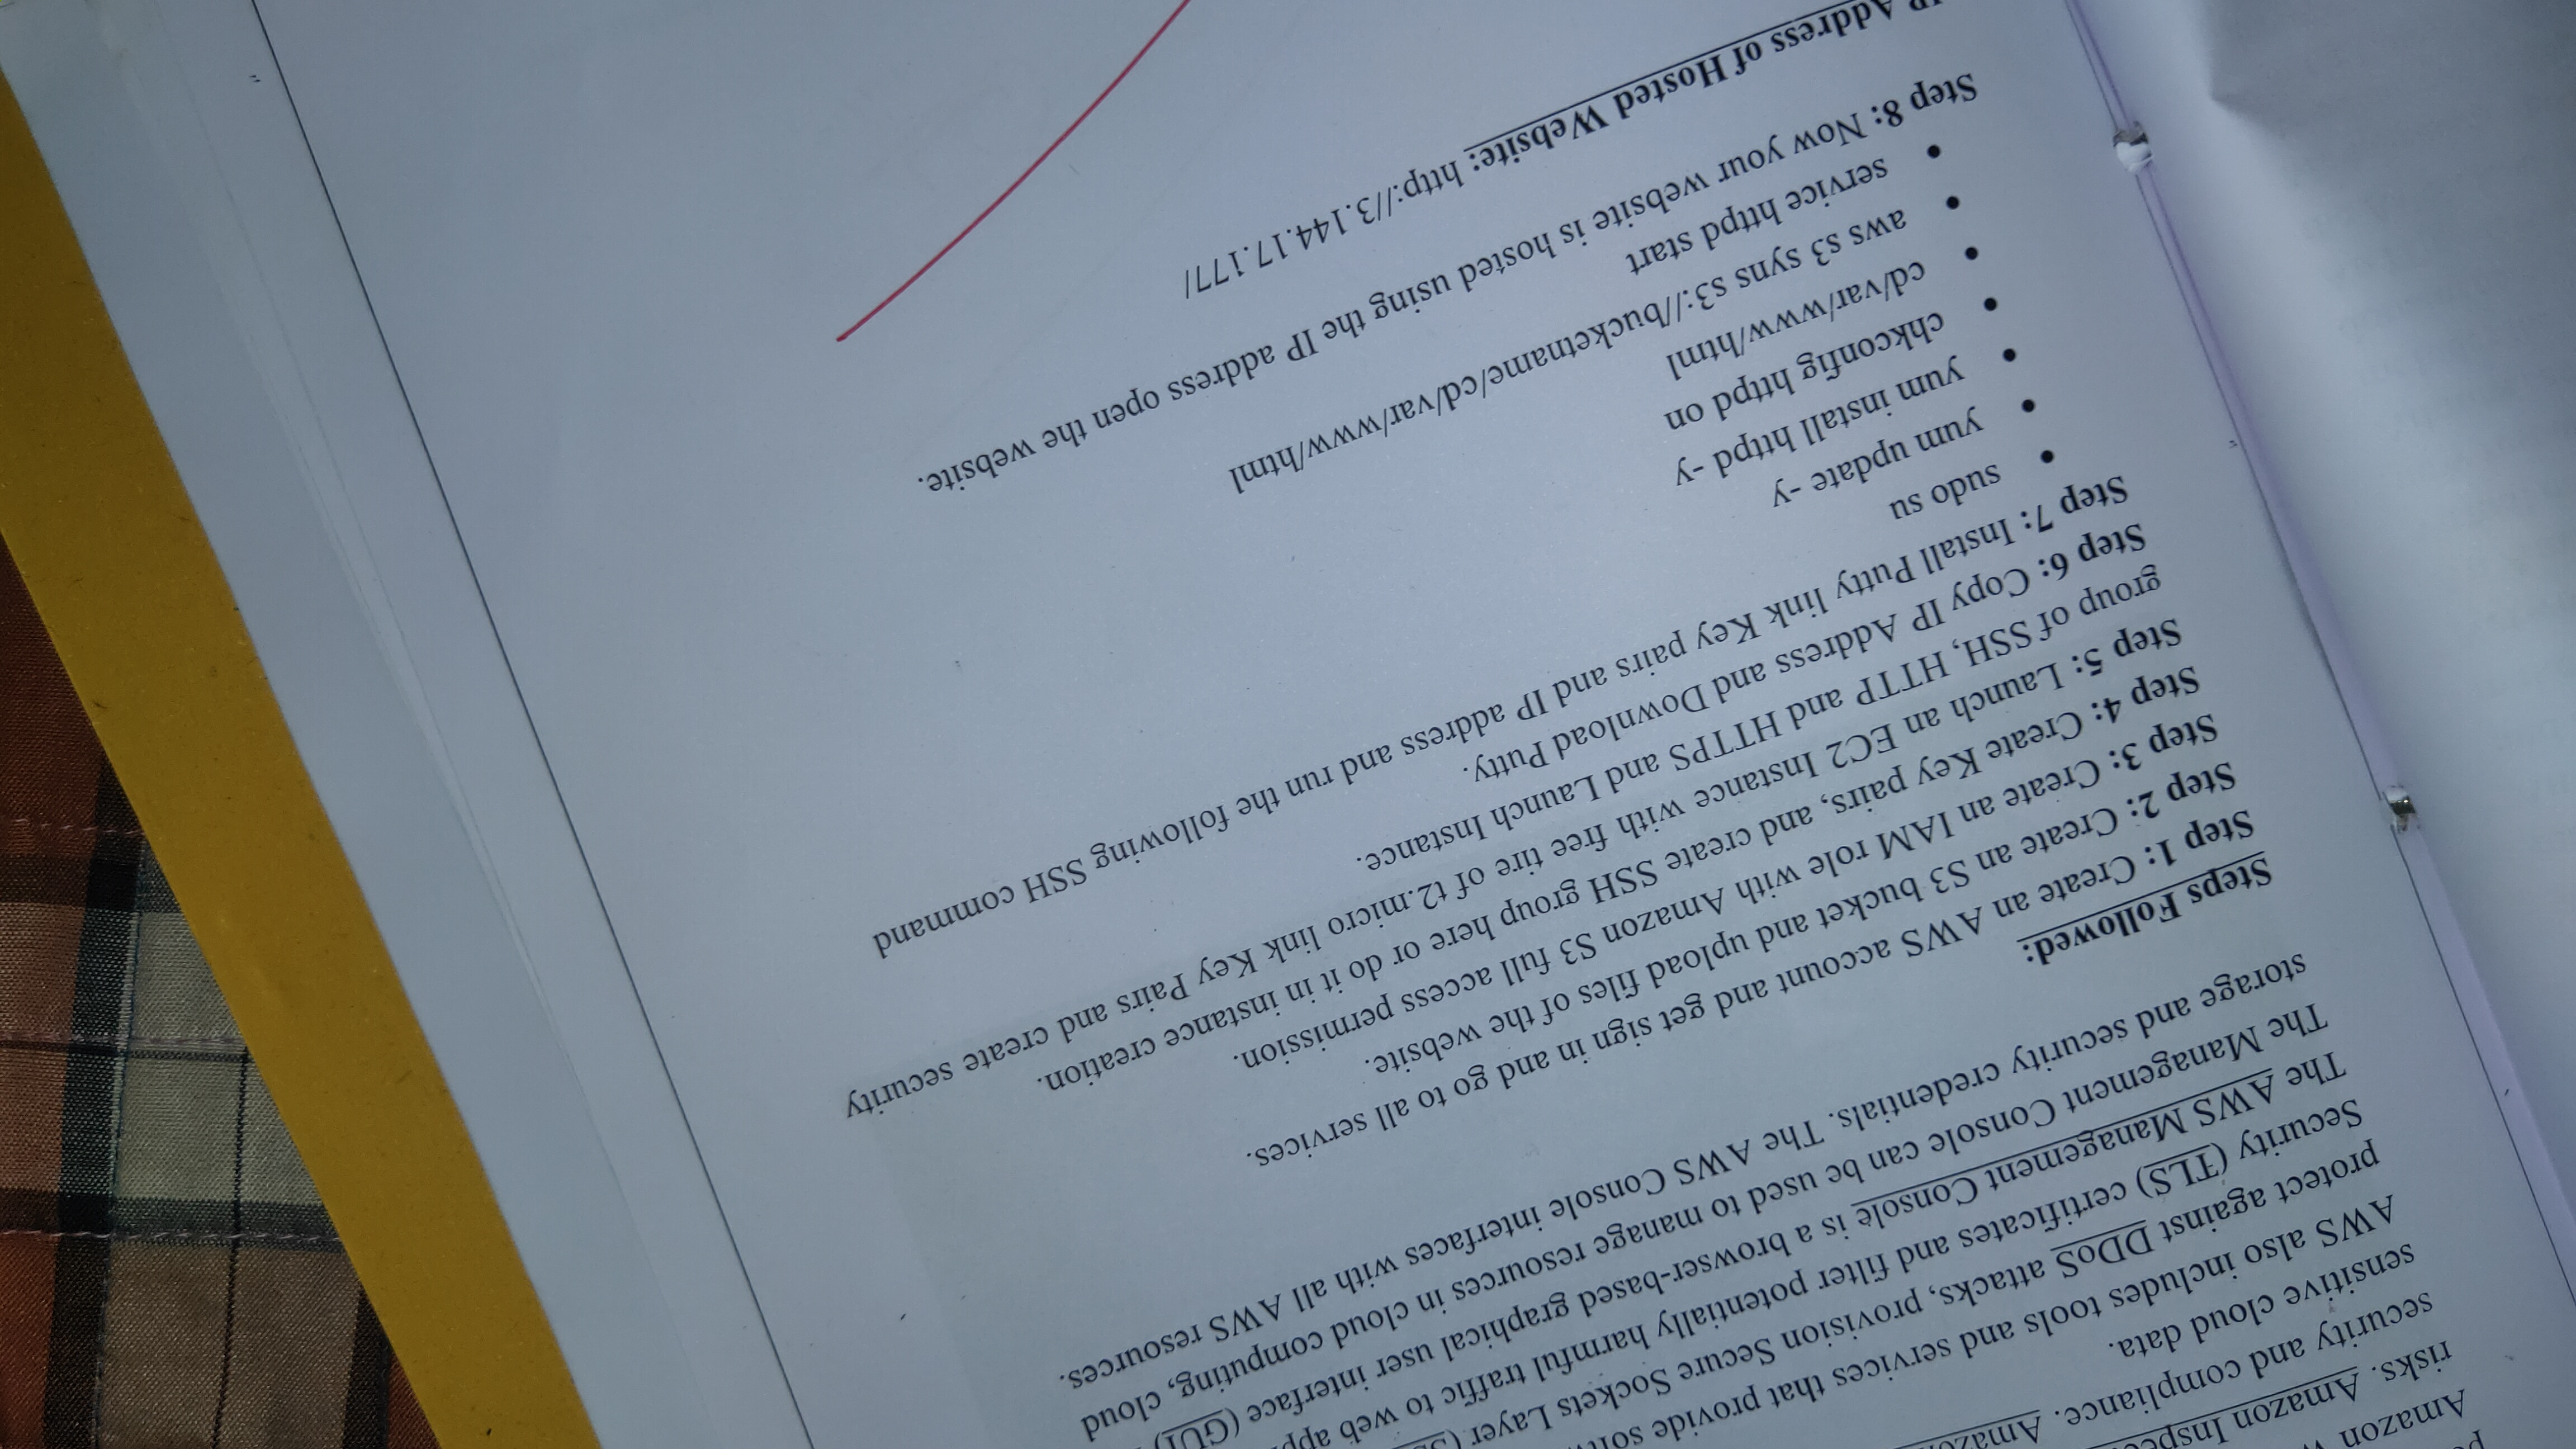 Amazon
risks. Amazon
security and compliance. Amazon
sensitive cloud data.
AWS also includes tools and services that provide
protect against DDoS attacks, provision Secure Sockets Layer
Security (TLS) certificates and filter potentially harmful traffic to web
The AWS Management Console is a browser-based graphical user interface (GUI)
The Management Console can be used to manage resources in cloud computing, cloud
storage and security credentials. The AWS Console interfaces with all AWS resources.
Steps Followed:
Step 1: Create an AWS account and get sign in and go to all services.
Step 2: Create an S3 bucket and upload files of the website.
Step 3: Create an IAM role with Amazon S3 full access permission.
Step 4: Create Key pairs, and create SSH group here or do it in instance creation.
Step 5: Launch an EC2 Instance with free tire of t2.micro link Key Pairs and create security
group of SSH, HTTP and HTTPS and Launch Instance.
Step 6: Copy IP Address and Download Putty.
Step 7: Install Putty link Key pairs and IP address and run the following SSH command
• sudo su
• yum update -y
• yum install httpd -y
• chkconfig httpd on
• cd/var/www/html
• aws s3 syns s3://bucketname/cd/var/www/html
• service httpd start
Step 8: Now your website is hosted using the IP address open the website.
IP Address of Hosted Website: http://3.144.17.177/